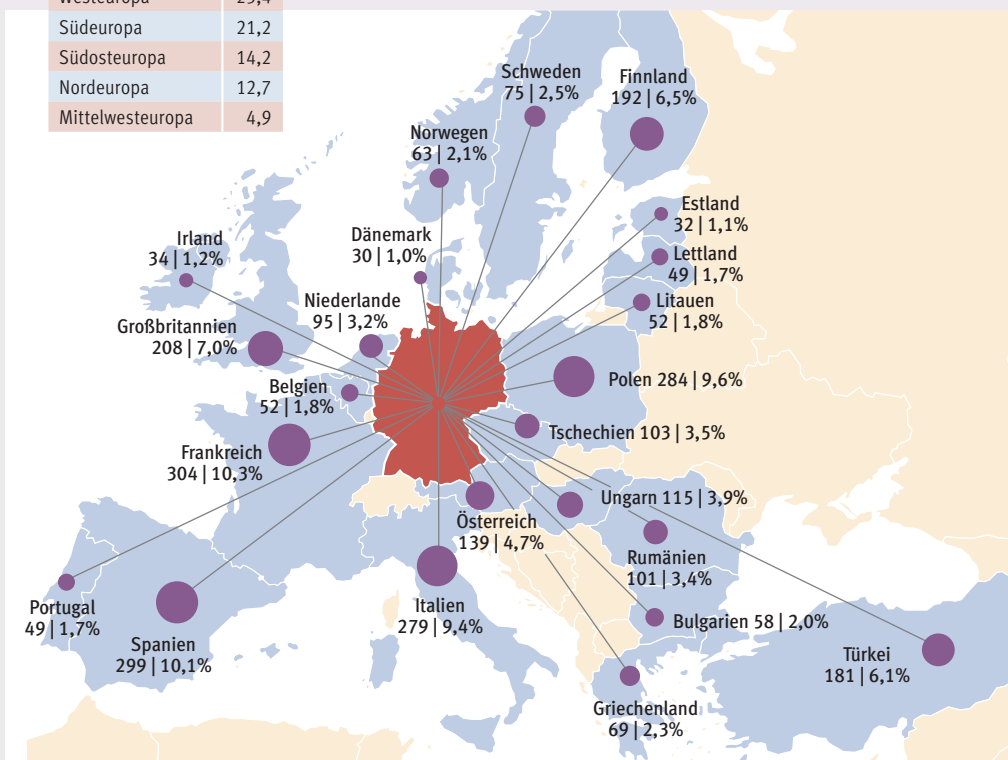 Westeuropa
Südeuropa 21,2
Südosteuropa 14,2
Nordeuropa 12,7
Mittelwesteuropa 4,9
Schweden
75 | 2,5%
Finnland
192 | 6,5%
Norwegen
63 | 2,1%
Estland
32 | 1,1%
Irland
34 | 1,2%
Dänemark
30 | 1,0%
Lettland
49 | 1,7%
Niederlande
95 | 3,2%
Litauen
52 | 1,8%
Großbritannien
208 | 7,0%
Belgien
52 | 1,8%
Polen 284 | 9,6%
Tschechien 103 | 3,5%
Frankreich
304 | 10,3%
Ungarn 115 | 3,9%
Österreich
139 | 4,7%
Rumänien
101 | 3,4%
Portugal
49 | 1,7%
Italien
279 | 9,4%
Bulgarien 58 | 2,0%
Spanien
299 | 10,1%
Türkei
181 | 6,1%
Griechenland
69 | 2,3%